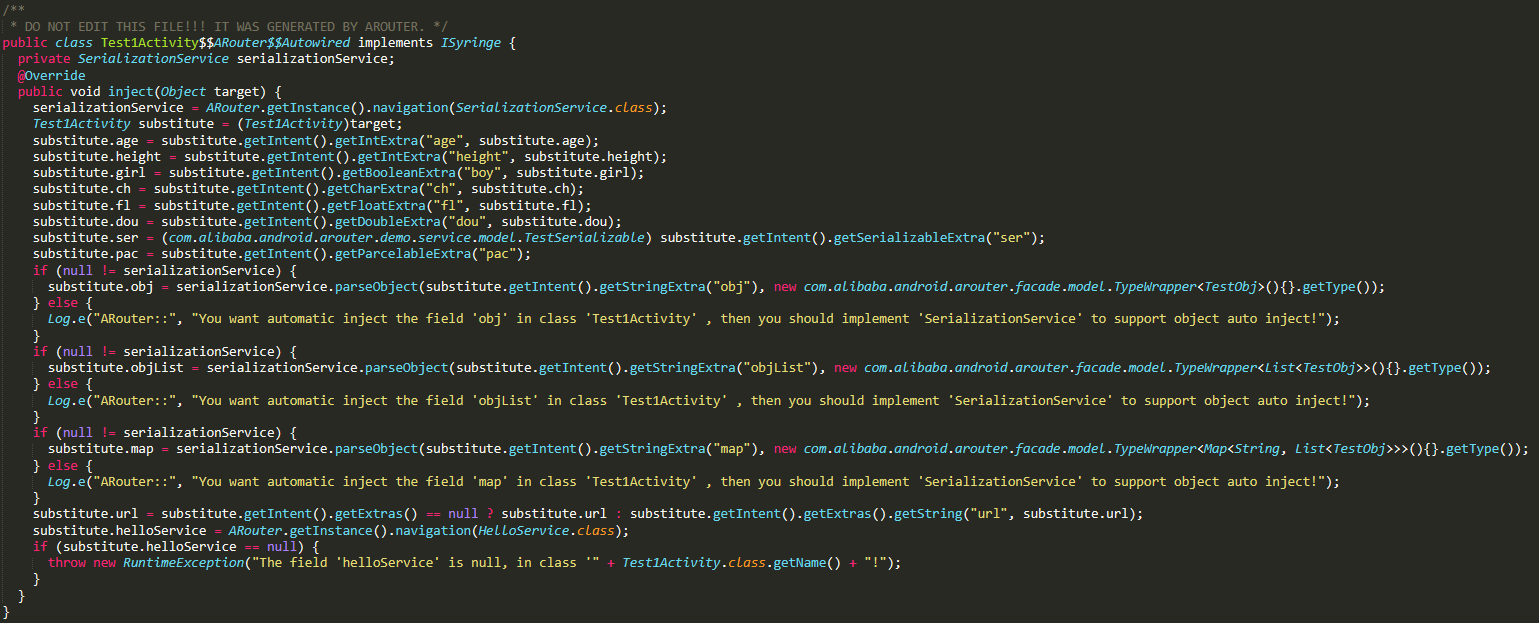 /**
 * DO NOT EDIT THIS FILE!!! IT WAS GENERATED BY AROUTER. */
public class Test1Activity$$ARouter$$Autowired implements ISyringe {
  private SerializationService serializationService;
  @Override
  public void inject(Object target) {
    serializationService = ARouter.getInstance().navigation(SerializationService.class);
    Test1Activity substitute = (Test1Activity)target;
    substitute.age = substitute.getIntent().getIntExtra("age", substitute.age);
    substitute.height = substitute.getIntent().getIntExtra("height", substitute.height);
    substitute.girl = substitute.getIntent().getBooleanExtra("boy", substitute.girl);
    substitute.ch = substitute.getIntent().getCharExtra("ch", substitute.ch);
    substitute.fl = substitute.getIntent().getFloatExtra("fl", substitute.fl);
    substitute.dou = substitute.getIntent().getDoubleExtra("dou", substitute.dou);
    substitute.ser = (com.alibaba.android.arouter.demo.service.model.TestSerializable) substitute.getIntent().getSerializableExtra("ser");
    substitute.pac = substitute.getIntent().getParcelableExtra("pac");
    if (null != serializationService) {
      substitute.obj = serializationService.parseObject(substitute.getIntent().getStringExtra("obj"), new com.alibaba.android.arouter.facade.model.TypeWrapper<TestObj>(){}.getType());
    } else {
      Log.e("ARouter::", "You want automatic inject the field 'obj' in class 'Test1Activity' , then you should implement 'SerializationService' to support object auto inject!");
    }
    if (null != serializationService) {
      substitute.objList = serializationService.parseObject(substitute.getIntent().getStringExtra("objList"), new com.alibaba.android.arouter.facade.model.TypeWrapper<List<TestObj>>(){}.getType());
    } else {
      Log.e("ARouter::", "You want automatic inject the field 'objList' in class 'Test1Activity' , then you should implement 'SerializationService' to support object auto inject!");
    }
    if (null != serializationService) {
      substitute.map = serializationService.parseObject(substitute.getIntent().getStringExtra("map"), new com.alibaba.android.arouter.facade.model.TypeWrapper<Map<String, List<TestObj>>>(){}.getType());
    } else {
      Log.e("ARouter::", "You want automatic inject the field 'map' in class 'Test1Activity' , then you should implement 'SerializationService' to support object auto inject!");
    }
    substitute.url = substitute.getIntent().getExtras() == null ? substitute.url : substitute.getIntent().getExtras().getString("url", substitute.url);
    substitute.helloService = ARouter.getInstance().navigation(HelloService.class);
    if (substitute.helloService == null) {
      throw new RuntimeException("The field 'helloService' is null, in class '" + Test1Activity.class.getName() + "!");
    }
  }
}